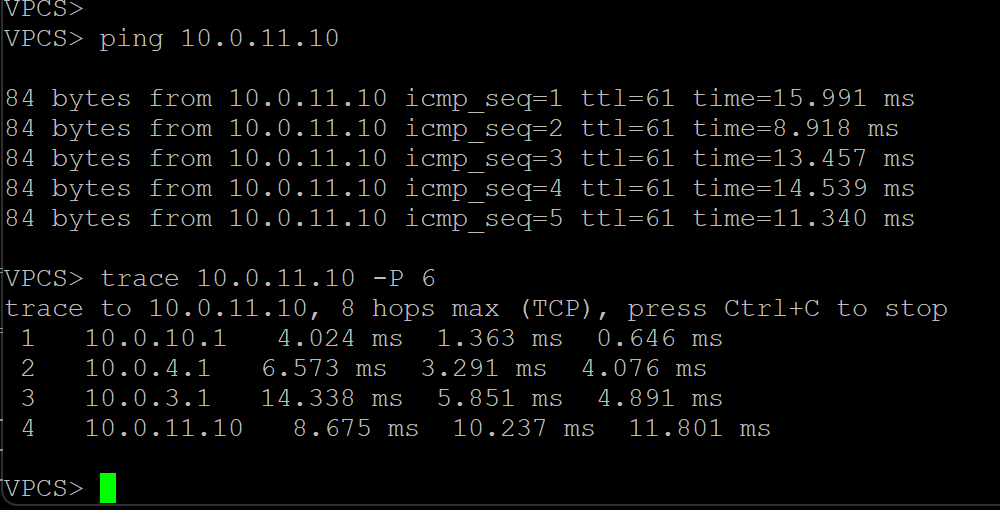 VPCS>
VPCS> ping 10.0.11.10
84 bytes from 10.0.11.10 icmp_seq=1 ttl=61 time=15.991 ms
84 bytes from 10.0.11.10 icmp_seq=2 ttl=61 time=8.918 ms
84 bytes from 10.0.11.10 icmp_seq=3 ttl=61 time=13.457 ms
84 bytes from 10.0.11.10 icmp_seq=4 ttl=61 time=14.539 ms
84 bytes from 10.0.11.10 icmp_seq=5 ttl=61 time=11.340 ms
VPCS> trace 10.0.11.10 -P 6
trace to 10.0.11.10, 8 hops max (TCP), press Ctrl+C to stop
 1   10.0.10.1   4.024 ms  1.363 ms  0.646 ms
 2   10.0.4.1   6.573 ms  3.291 ms  4.076 ms
 3   10.0.3.1   14.338 ms  5.851 ms  4.891 ms
 4   10.0.11.10   8.675 ms  10.237 ms  11.801 ms
VPCS>